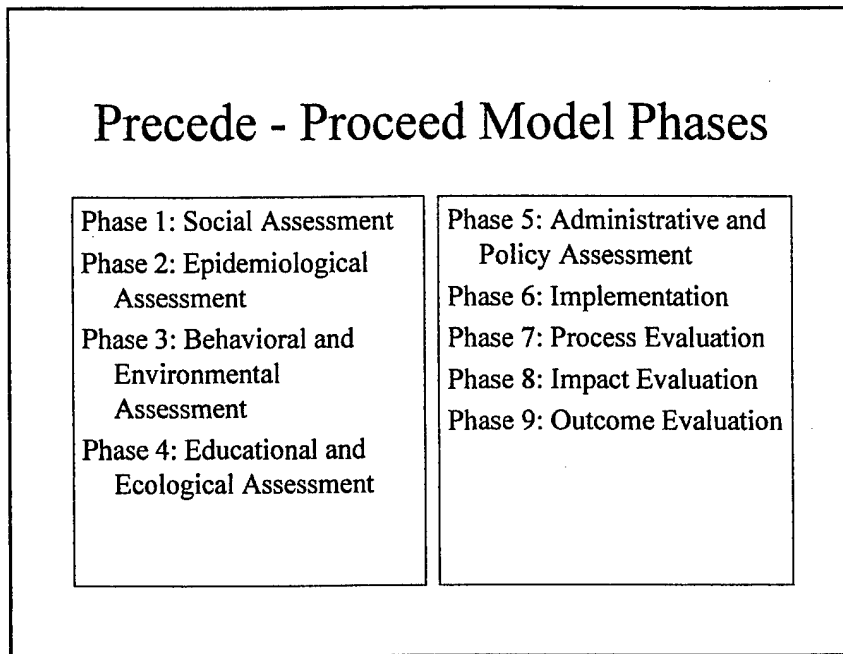 Precede - Proceed Model Phases
Phase 1: Social Assessment
Phase 2: Epidemiological
Assessment
Phase 3: Behavioral and
Environmental
Assessment
Phase 4: Educational and
Ecological Assessment
Phase 5: Administrative and
Policy Assessment
Phase 6: Implementation
Phase 7: Process Evaluation
Phase 8: Impact Evaluation
Phase 9: Outcome Evaluation